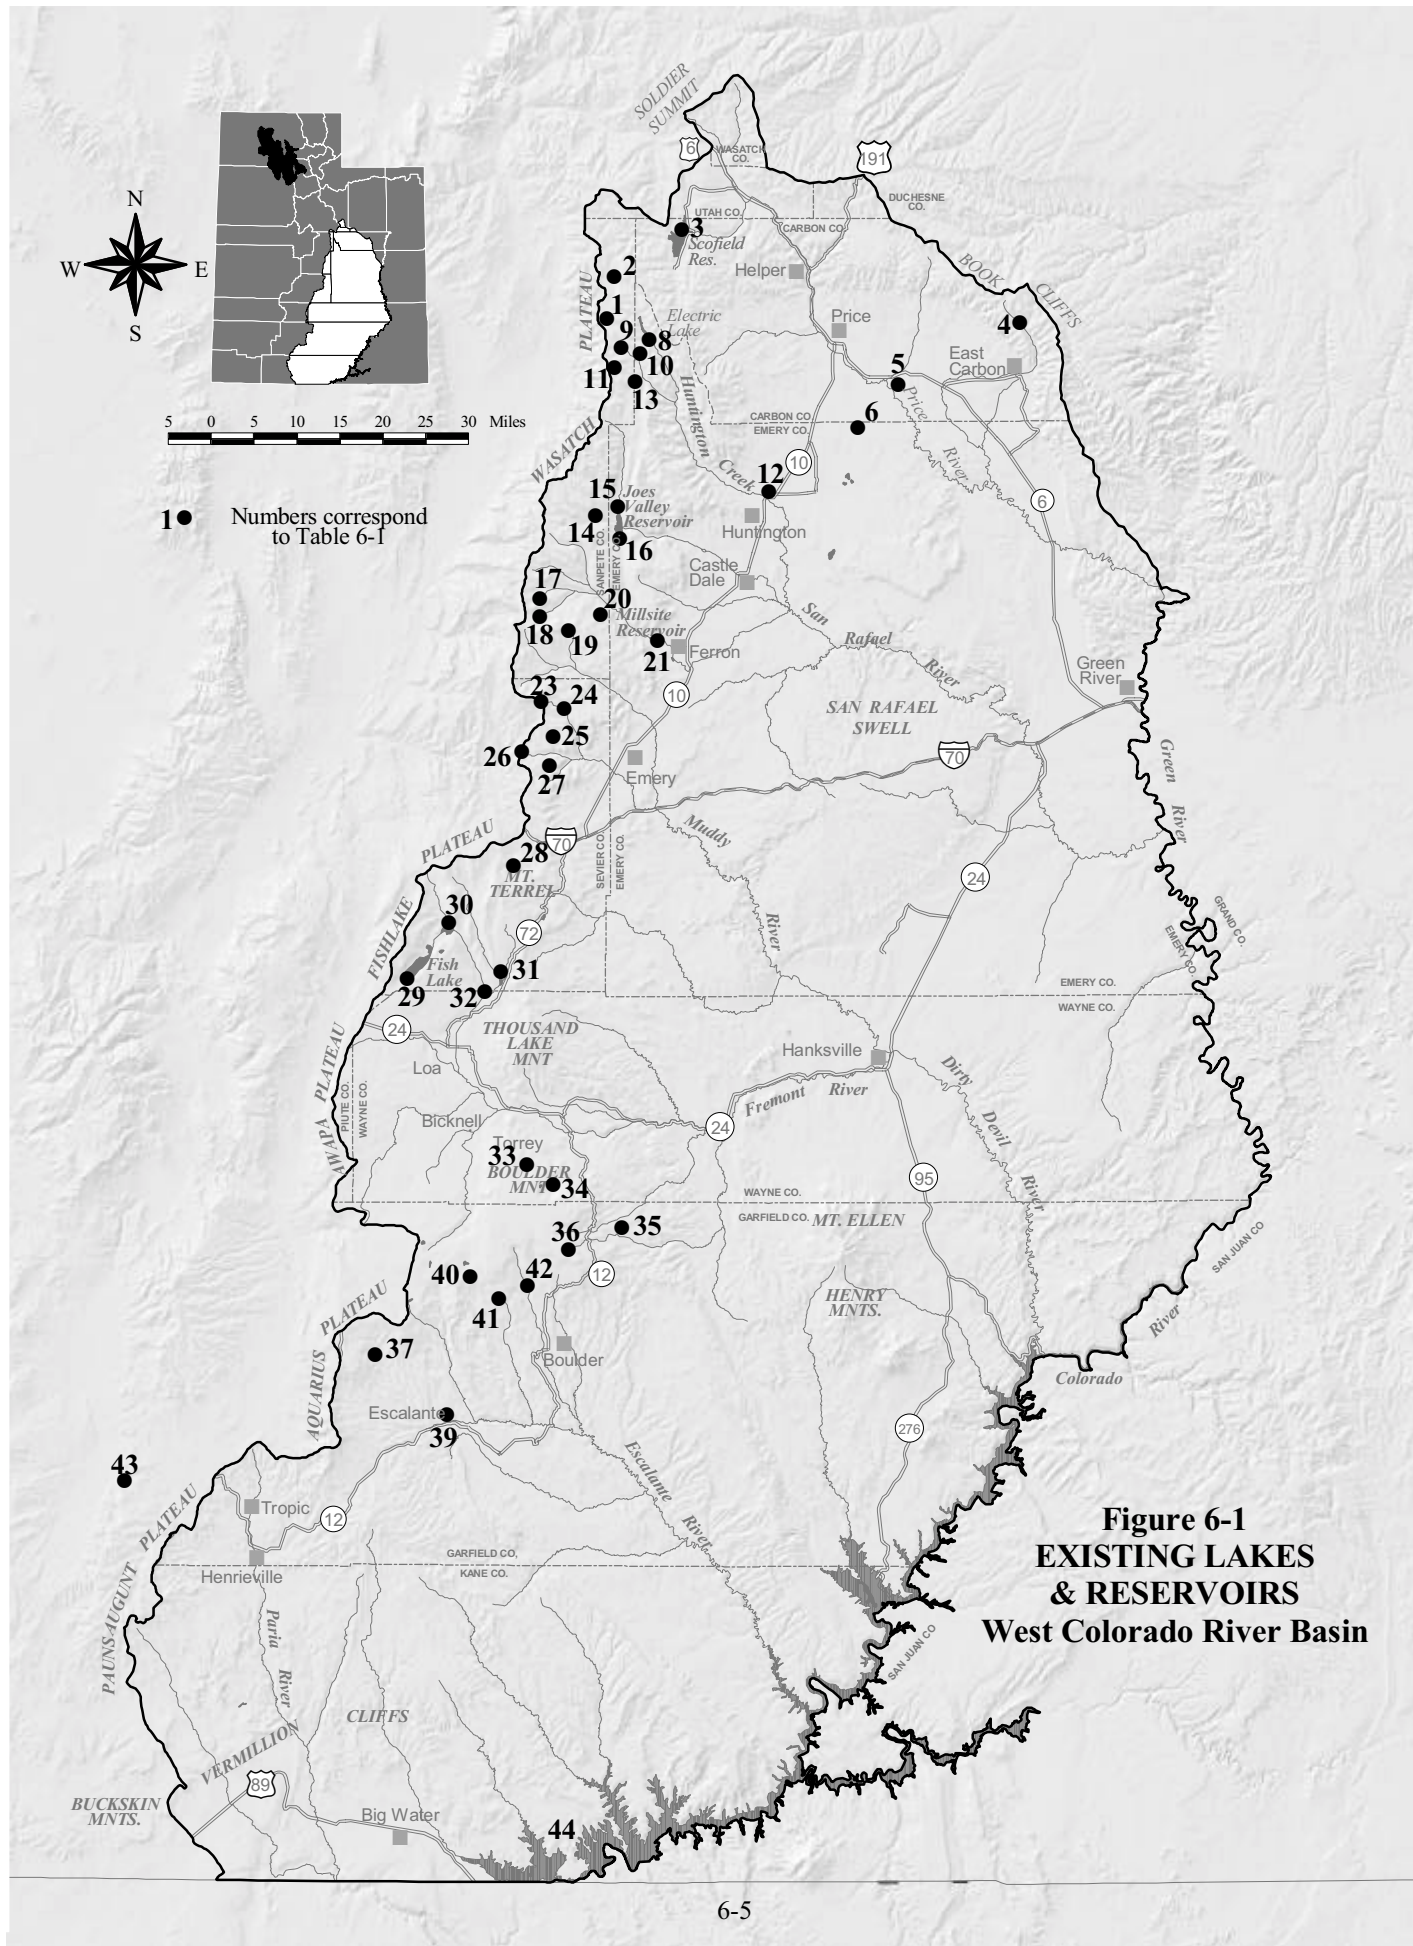 SOLDIER
SUMMIT
6
WASATCH
CO.
191
DUCHESNE
CO.
UTAH CO.
CARBON CO.
3
Scofield
Res.
Helper
BOOK CLIFFS
N
W
E
S
2
PLATEAU
1
Electric
Lake
9
8
10
11
13
Price
4
East
Carbon
5
6
CARBON CO.
EMERY CO.
Price
River
Huntington
Creek
5 0 5 10 15 20 25 30 Miles
WASATCH
10
12
6
1
Numbers correspond
to Table 6-1
15
Joes
Valley
Reservoir
14
16
Huntington
SANPETE CO.
EMERY CO.
Castle
Dale
17
20
Millsite
Reservoir
18
19
21
Ferron
San
Rafael
River
Green
River
23
24
10
SAN RAFAEL
SWELL
25
26
27
Emery
70
Green
River
PLATEAU
70
28
MT.
TERREL
SEVIER CO.
EMERY CO.
Muddy
River
24
FISHLAKE
30
72
Fish
Lake
29
31
32
GRAND CO.
EMERY CO.
EMERY CO.
WAYNE CO.
24
THOUSAND
LAKE
MNT
AWAPA PLATEAU
PIUTE CO.
WAYNE CO.
Loa
Hanksville
Dirty
Devil
River
Fremont River
Bicknell
24
Torrey
33
BOULDER
MNT
34
95
WAYNE CO.
GARFIELD CO.
MT. ELLEN
35
36
SAN JUAN CO
40
42
12
41
HENRY
MNTS.
PLATEAU
37
AQUARIUS
Boulder
River
Colorado
Escalante
39
276
Escalante
River
43
PLATEAU
Tropic
12
Henrieville
GARFIELD CO,
KANE CO.
PAUNSAUGUNT
Paria
River
SAN JUAN CO
Figure 6-1
EXISTING LAKES
& RESERVOIRS
West Colorado River Basin
CLIFFS
VERMILLION
89
BUCKSKIN
MNTS.
Big Water
44
6-5